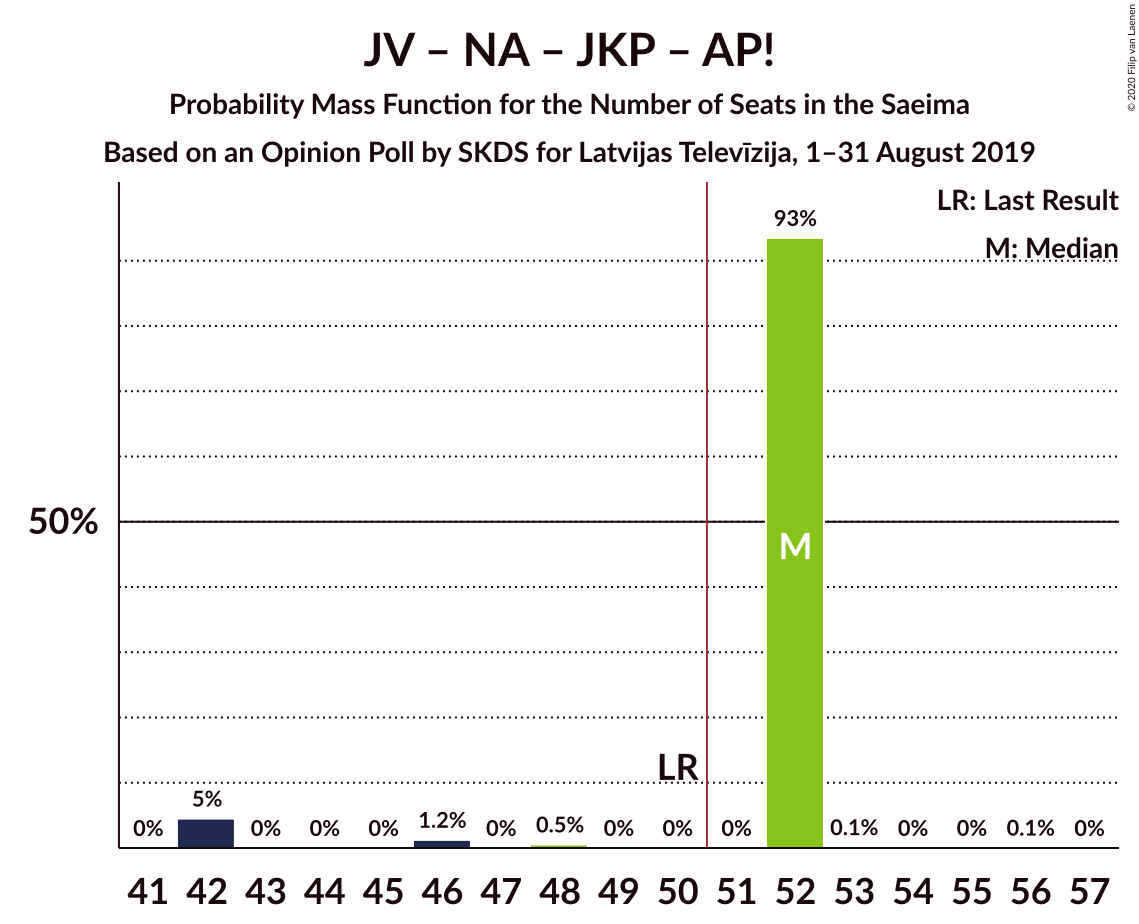 JV – NA – JKP – AP!
Probability Mass Function for the Number of Seats in the Saeima
Based on an Opinion Poll by SKDS for Latvijas Televīzija, 1–31 August 2019
© 2020 Filip van Laenen
LR: Last Result
M: Median
93%
50%
M
LR
0% 5% 0% 0% 0% 1.2% 0% 0.5% 0% 0% 0% 0.1% 0% 0% 0.1% 0%
41 42 43 44 45 46 47 48 49 50 51 52 53 54 55 56 57